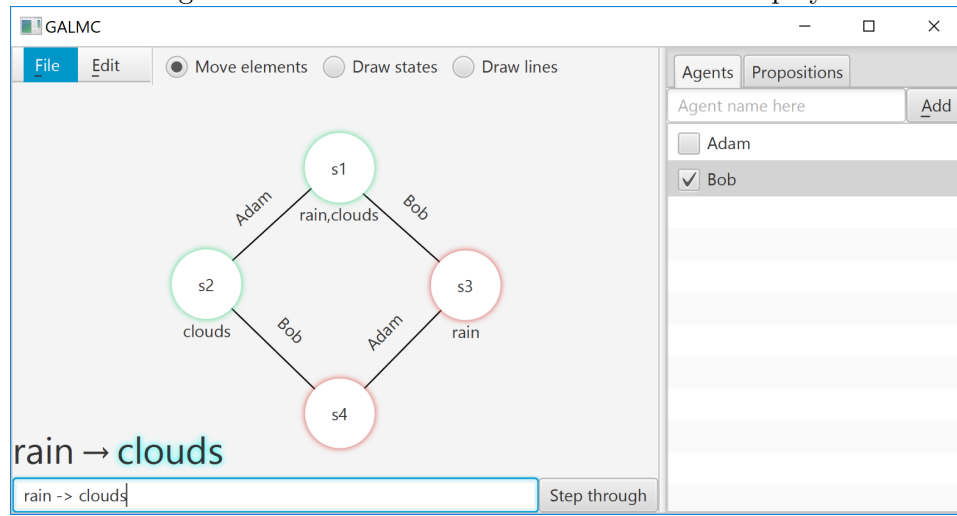 GALMC
File Edit Move elements Draw states Draw lines
Agents Propositions
Agent name here Add
Adam
Bob
s1
Adam Bob
rain,clouds
s2 s3
clouds rain
Bob Adam
s4
rain → clouds
rain -> clouds Step through